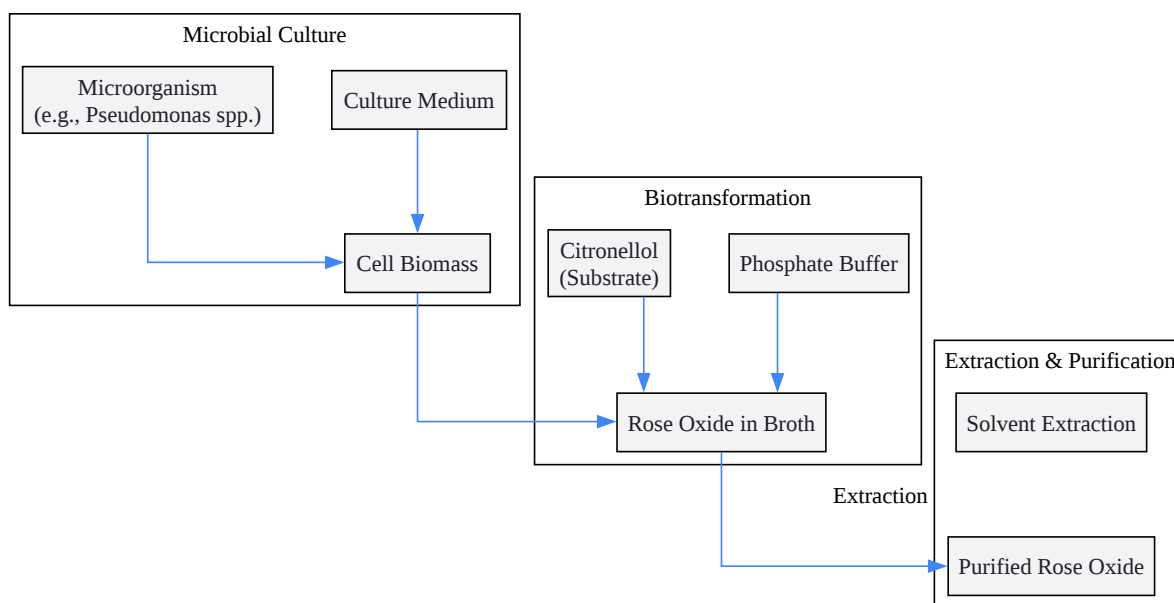 Microbial Culture
Microorganism
(e.g., Pseudomonas spp.)
Culture Medium
Cell Biomass
Biotransformation
Citronellol
(Substrate)
Phosphate Buffer
Rose Oxide in Broth
Extraction & Purification
Solvent Extraction
Extraction
Purified Rose Oxide